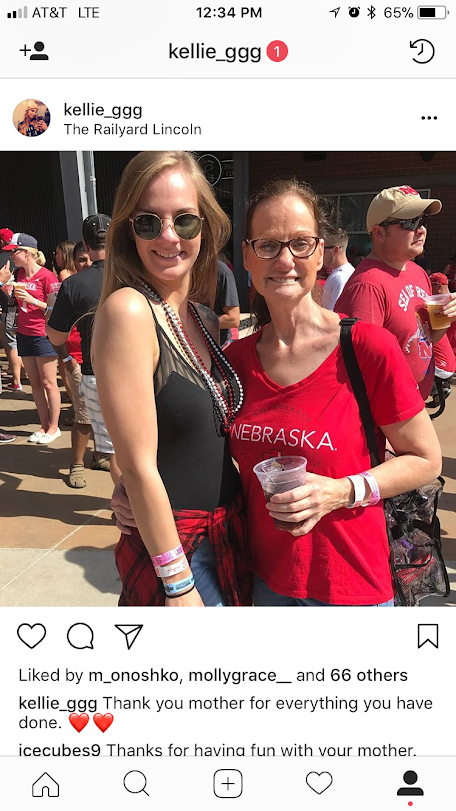 AT&T LTE 12:34 PM 65%
kellie_ggg 1
kellie_ggg
The Railyard Lincoln
NEBRASKA.
SEA OF RED
Liked by m_onoshko, mollygrace__ and 66 others
kellie_ggg Thank you mother for everything you have
done. ❤️❤️
icecubes9 Thanks for having fun with your mother.